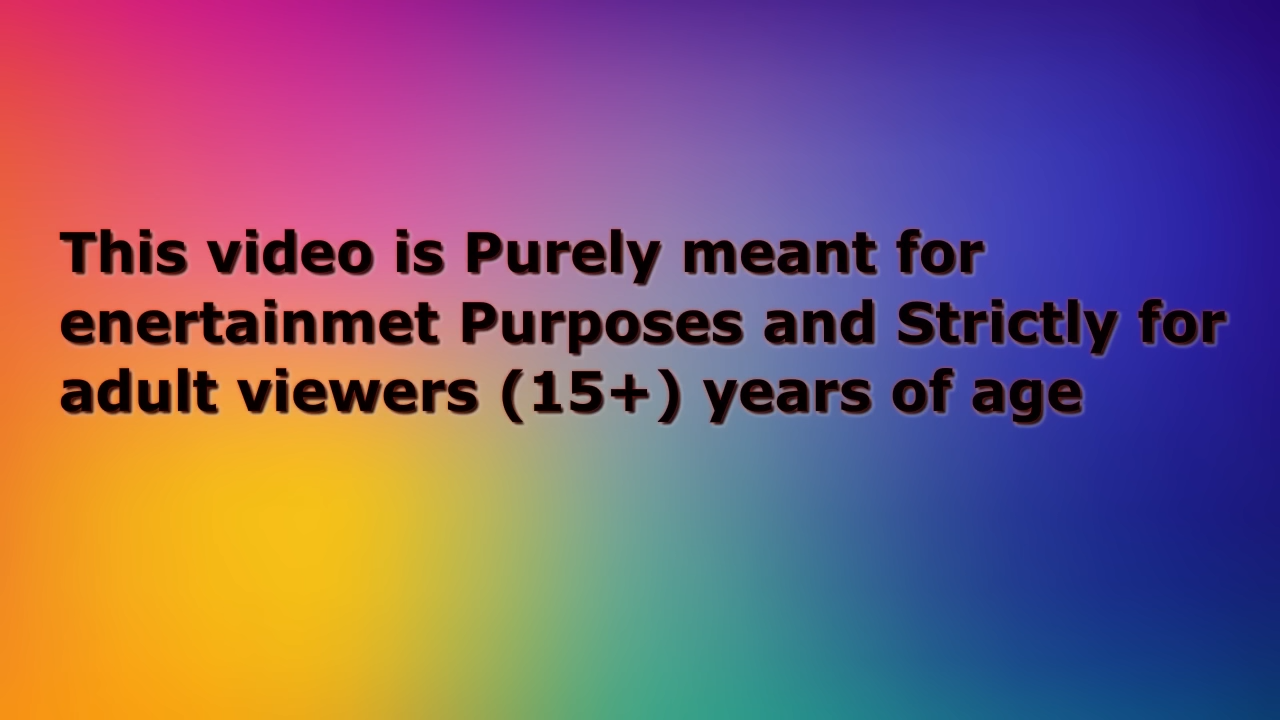 This video is Purely meant for
enertainmet Purposes and Strictly for
adult viewers (15+) years of age